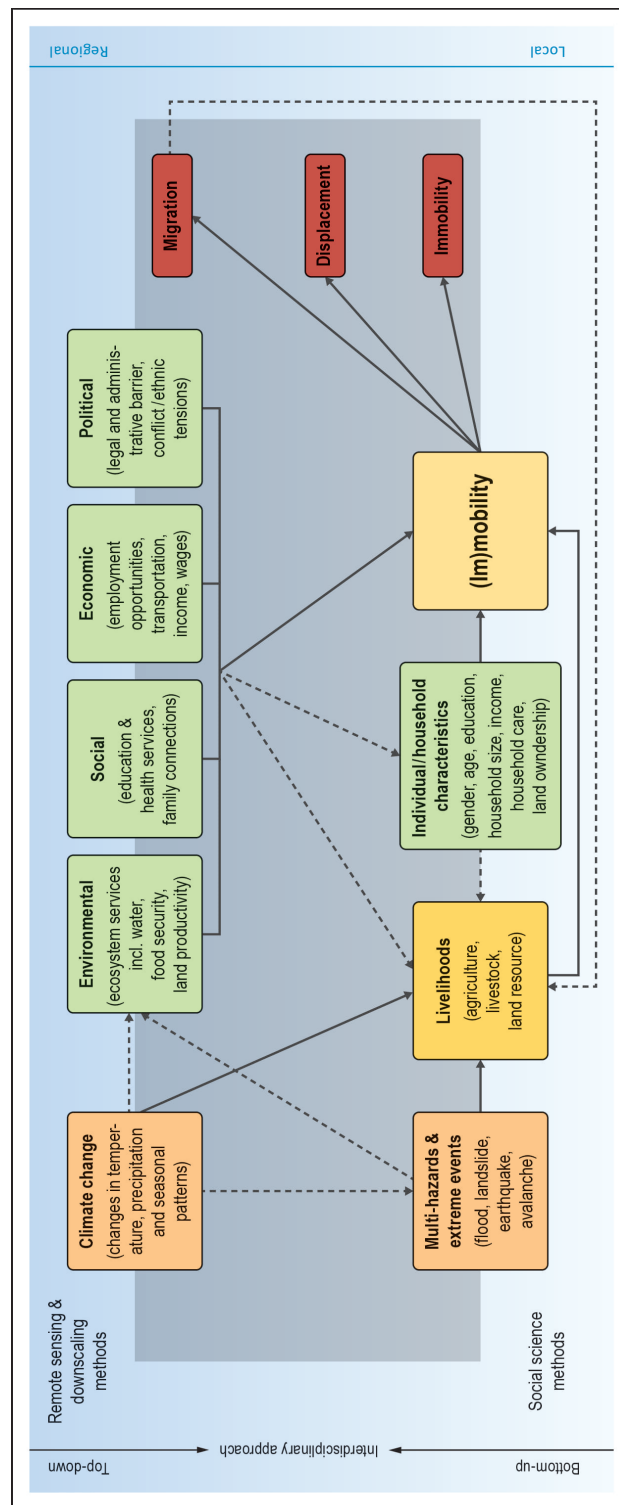 Top-down
Interdisciplinary approach
Bottom-up
Remote sensing &
downscaling
methods
Social science
methods
Climate change
(changes in temper-
ature, precipitation
and seasonal
patterns)
Multi-hazards &
extreme events
(flood, landslide,
earthquake,
avalanche)
Environmental
(ecosystem services
incl. water,
food security,
land productivity)
Social
(education &
health services,
family connections)
Economic
(employment
opportunities,
transportation,
income, wages)
Political
(legal and adminis-
trative barrier,
conflict/ethnic
tensions)
Livelihoods
(agriculture,
livestock,
land resource)
Individual/household
characteristics
(gender, age, education,
household size, income,
household care,
land owndership)
(Im)mobility
Migration
Displacement
Immobility
Regional
Local